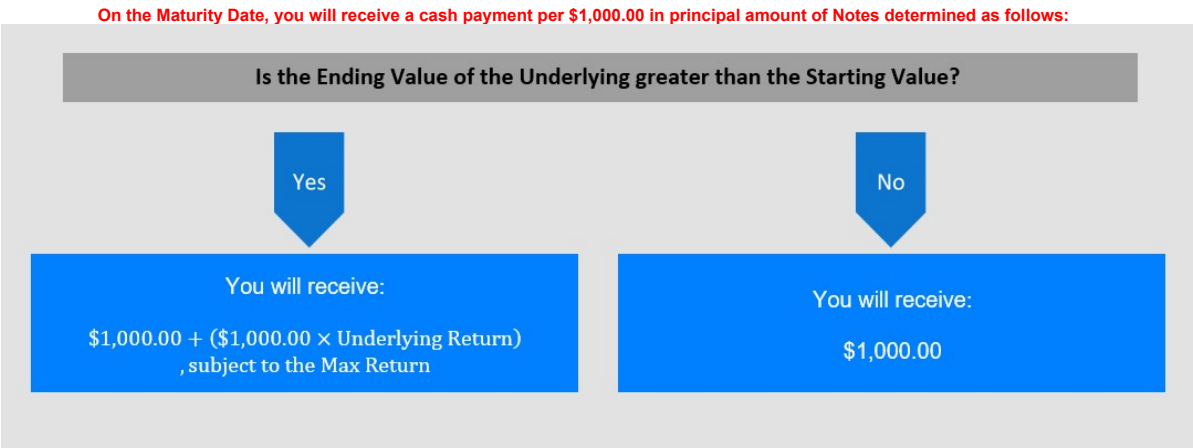 On the Maturity Date, you will receive a cash payment per $1,000.00 in principal amount of Notes determined as follows:
Is the Ending Value of the Underlying greater than the Starting Value?
Yes
No
You will receive:
$1,000.00 + ($1,000.00 × Underlying Return)
, subject to the Max Return
You will receive:
$1,000.00